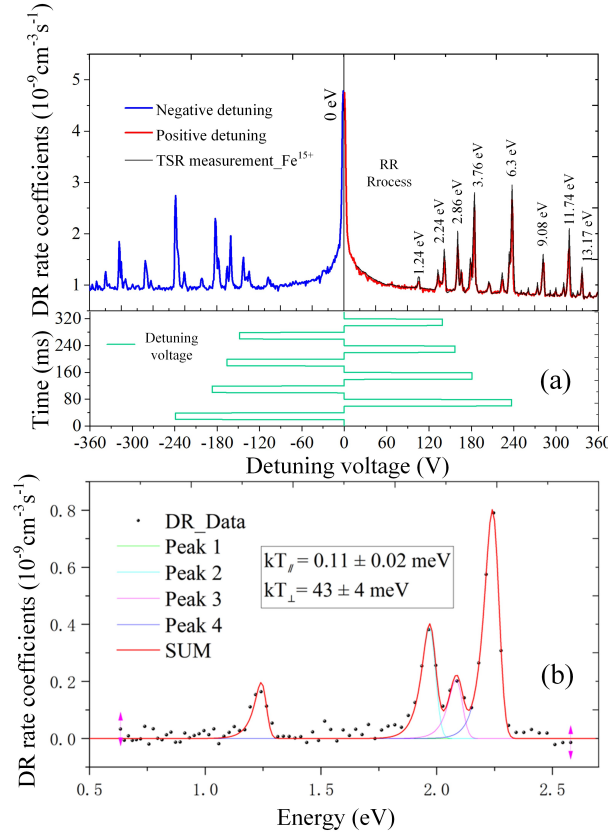 (a)
DR rate coefficients (10⁻⁹cm⁻³s⁻¹)
5
4
3
2
1
Negative detuning
Positive detuning
TSR measurement_Fe¹⁵⁺
0 eV
RR
Rrocess
1.24 eV
2.24 eV
2.86 eV
3.76 eV
6.3 eV
9.08 eV
11.74 eV
13.17 eV
Time (ms)
320
240
160
80
0
Detuning
voltage
(a)
-360 -300 -240 -180 -120 -60 0 60 120 180 240 300 360
Detuning voltage (V)
DR rate coefficients (10⁻⁹cm⁻³s⁻¹)
0.8
0.6
0.4
0.2
0.0
DR_Data
Peak 1
Peak 2
Peak 3
Peak 4
SUM
kT∥ = 0.11 ± 0.02 meV
kT⊥= 43 ± 4 meV
(b)
0.5 1.0 1.5 2.0 2.5
Energy (eV)